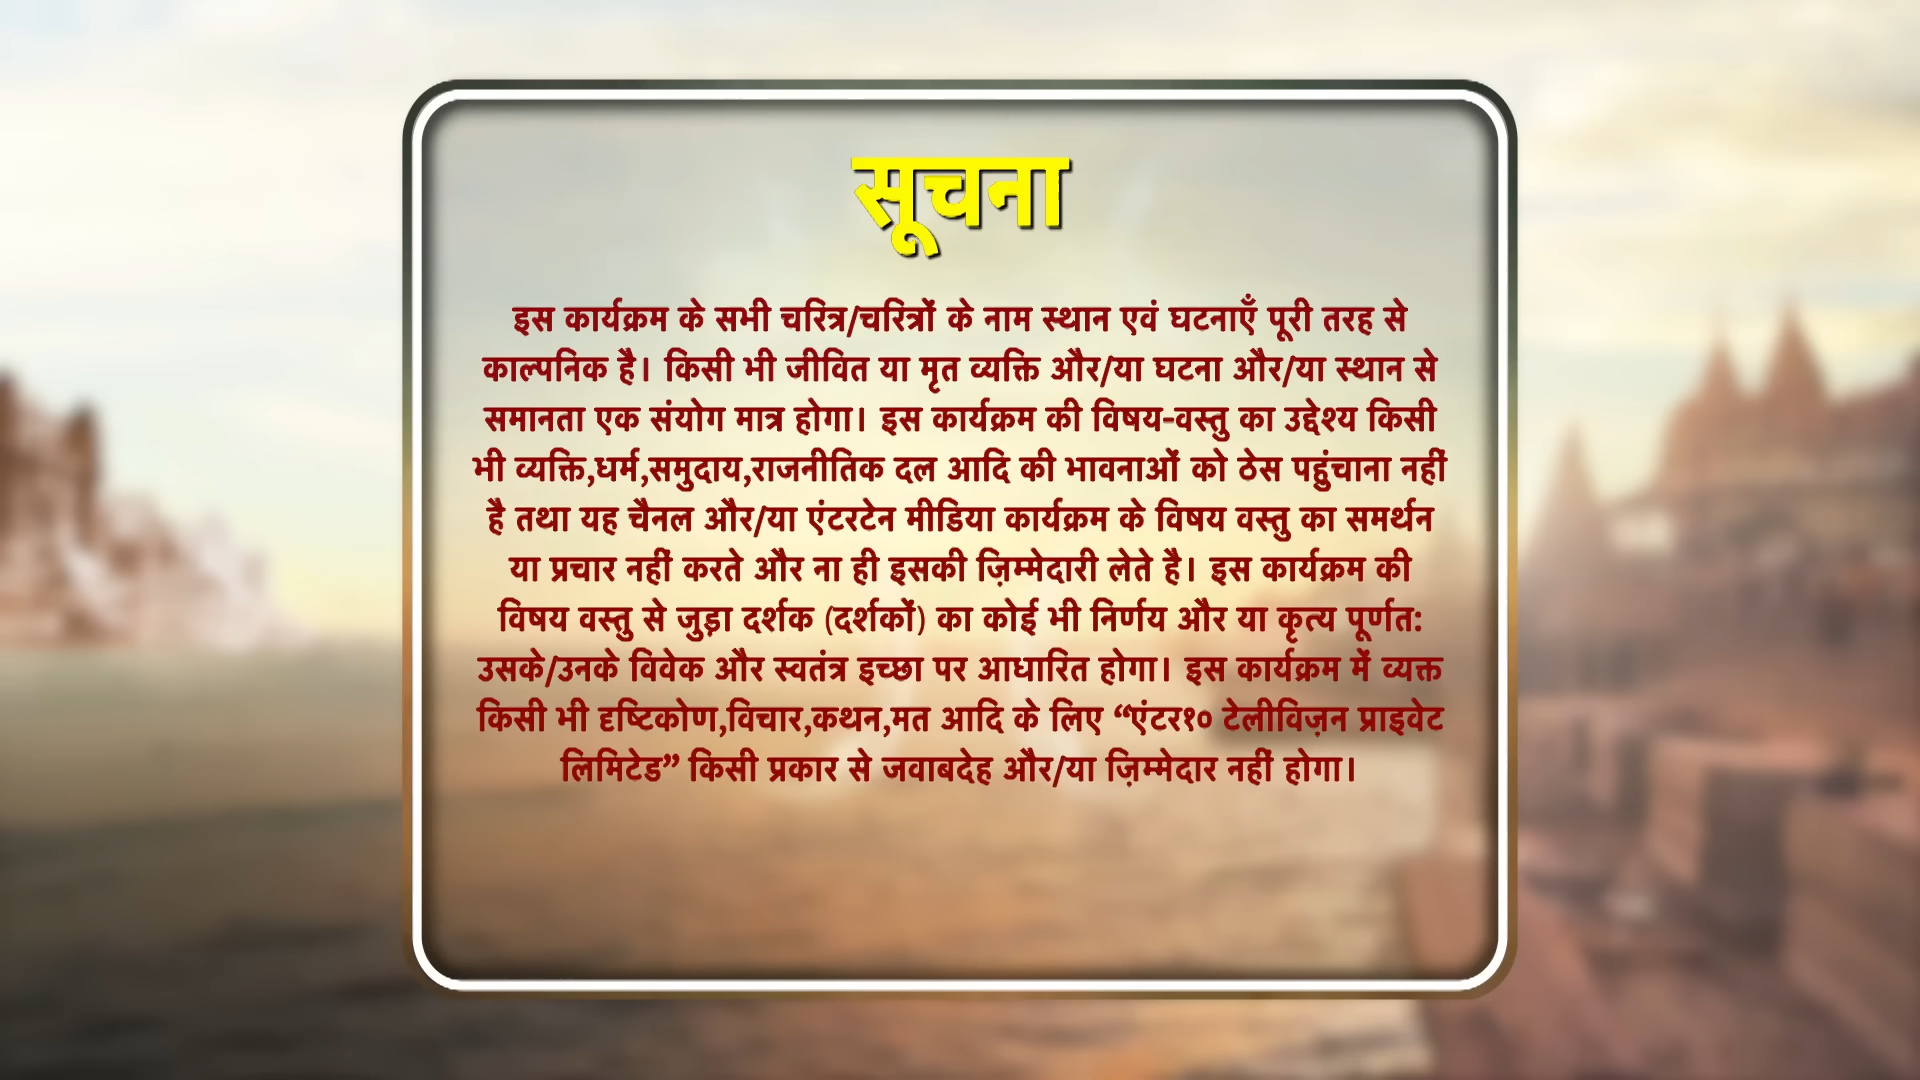 सूचना
इस कार्यक्रम के सभी चरित्र/चरित्रों के नाम स्थान एवं घटनाएँ पूरी तरह से
काल्पनिक है। किसी भी जीवित या मृत व्यक्ति और/या घटना और/या स्थान से
समानता एक संयोग मात्र होगा। इस कार्यक्रम की विषय-वस्तु का उद्देश्य किसी
भी व्यक्ति,धर्म,समुदाय,राजनीतिक दल आदि की भावनाओं को ठेस पहुंचाना नहीं
है तथा यह चैनल और/या एंटरटेन मीडिया कार्यक्रम के विषय वस्तु का समर्थन
या प्रचार नहीं करते और ना ही इसकी ज़िम्मेदारी लेते है। इस कार्यक्रम की
विषय वस्तु से जुड़ा दर्शक (दर्शकों) का कोई भी निर्णय और या कृत्य पूर्णत:
उसके/उनके विवेक और स्वतंत्र इच्छा पर आधारित होगा। इस कार्यक्रम में व्यक्त
किसी भी दृष्टिकोण,विचार,कथन,मत आदि के लिए “एंटर१० टेलीविज़न प्राइवेट
लिमिटेड” किसी प्रकार से जवाबदेह और/या ज़िम्मेदार नहीं होगा।